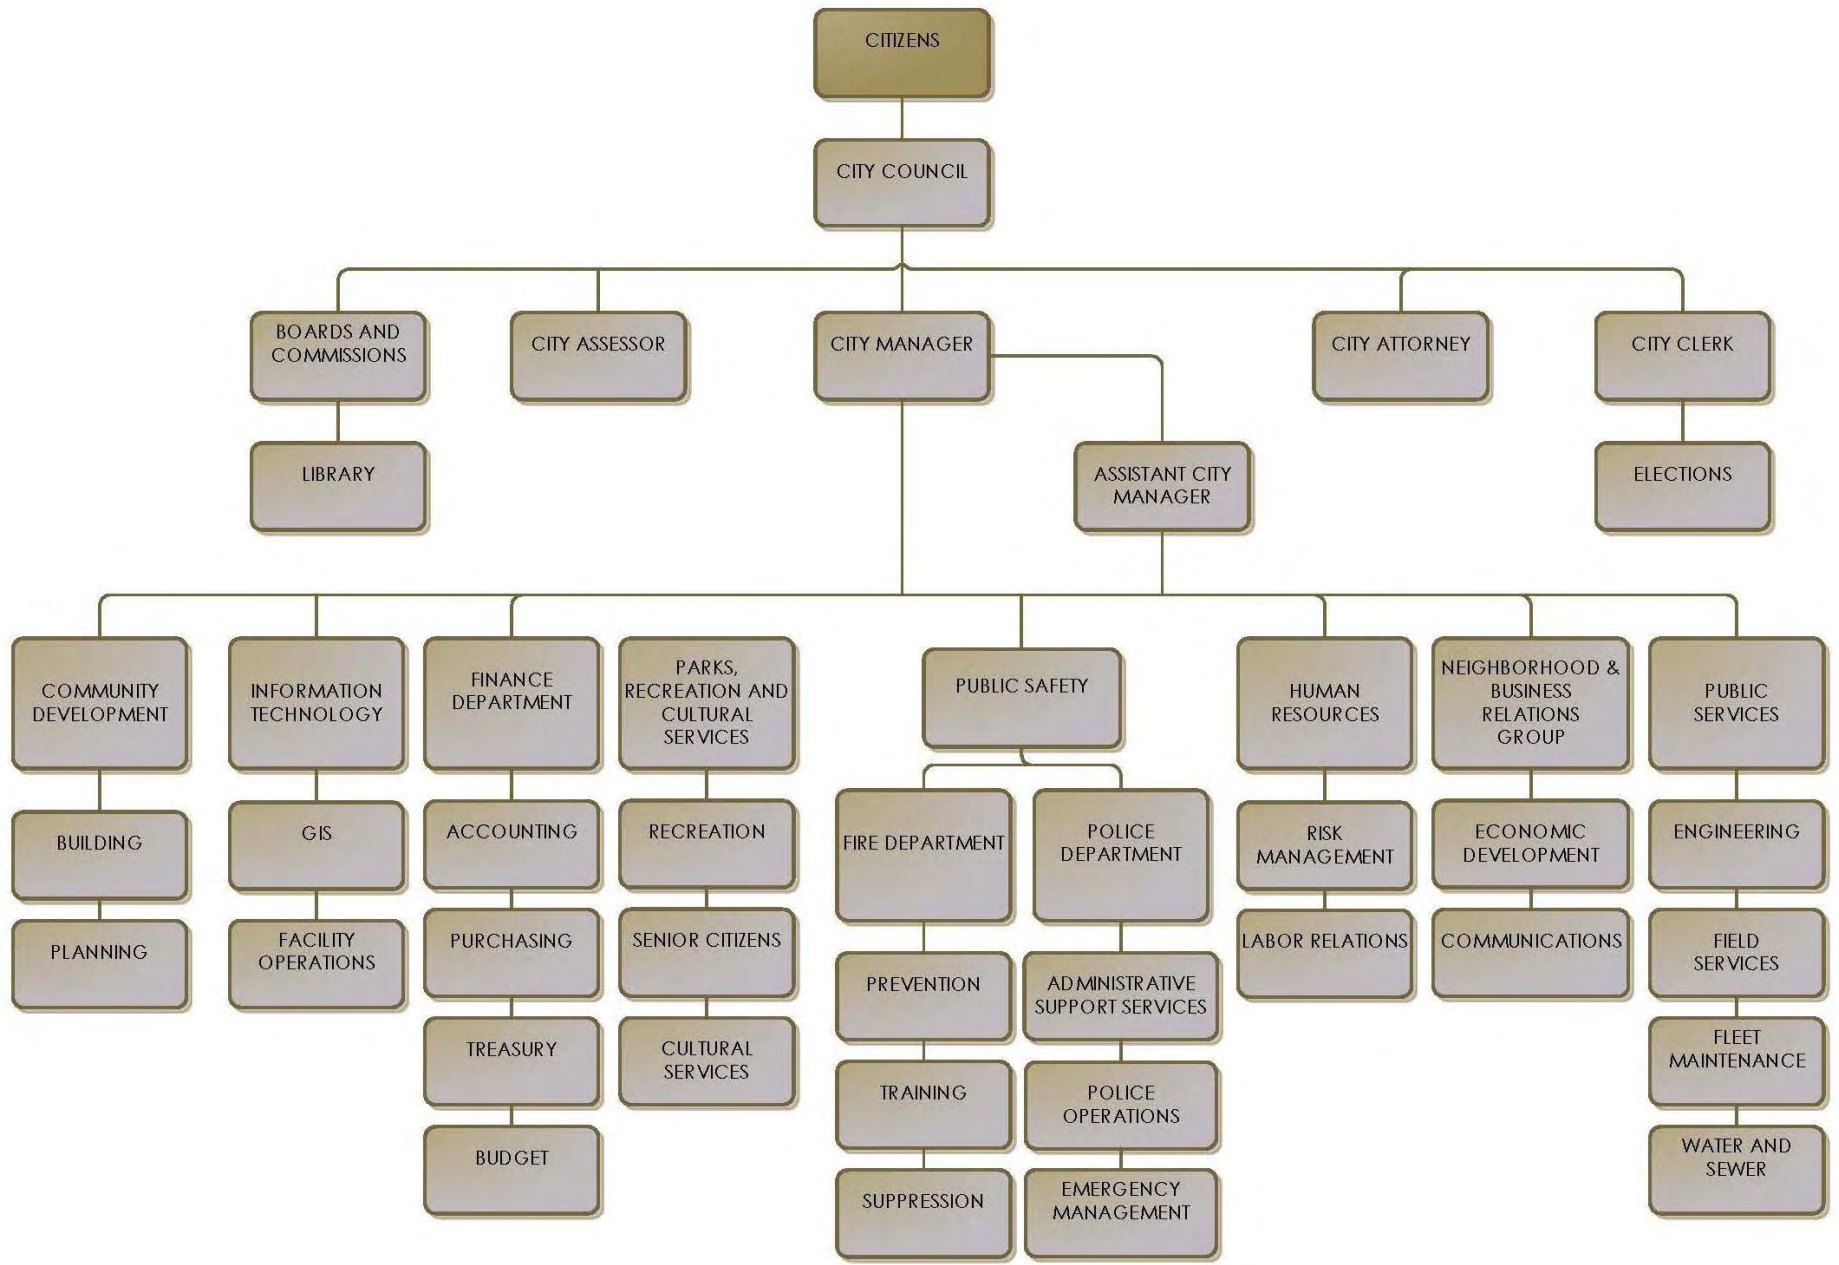 CITIZENS
CITY COUNCIL
BOARDS AND
COMMISSIONS
CITY ASSESSOR
CITY MANAGER
CITY ATTORNEY
CITY CLERK
LIBRARY
ASSISTANT CITY
MANAGER
ELECTIONS
COMMUNITY
DEVELOPMENT
INFORMATION
TECHNOLOGY
FINANCE
DEPARTMENT
PARKS,
RECREATION AND
CULTURAL
SERVICES
PUBLIC SAFETY
HUMAN
RESOURCES
NEIGHBORHOOD &
BUSINESS
RELATIONS
GROUP
PUBLIC
SERVICES
BUILDING
PLANNING
GIS
FACILITY
OPERATIONS
ACCOUNTING
PURCHASING
TREASURY
BUDGET
RECREATION
SENIOR CITIZENS
CULTURAL
SERVICES
FIRE DEPARTMENT
PREVENTION
TRAINING
SUPPRESSION
POLICE
DEPARTMENT
ADMINISTRATIVE
SUPPORT SERVICES
POLICE
OPERATIONS
EMERGENCY
MANAGEMENT
RISK
MANAGEMENT
LABOR RELATIONS
ECONOMIC
DEVELOPMENT
COMMUNICATIONS
ENGINEERING
FIELD
SERVICES
FLEET
MAINTENANCE
WATER AND
SEWER